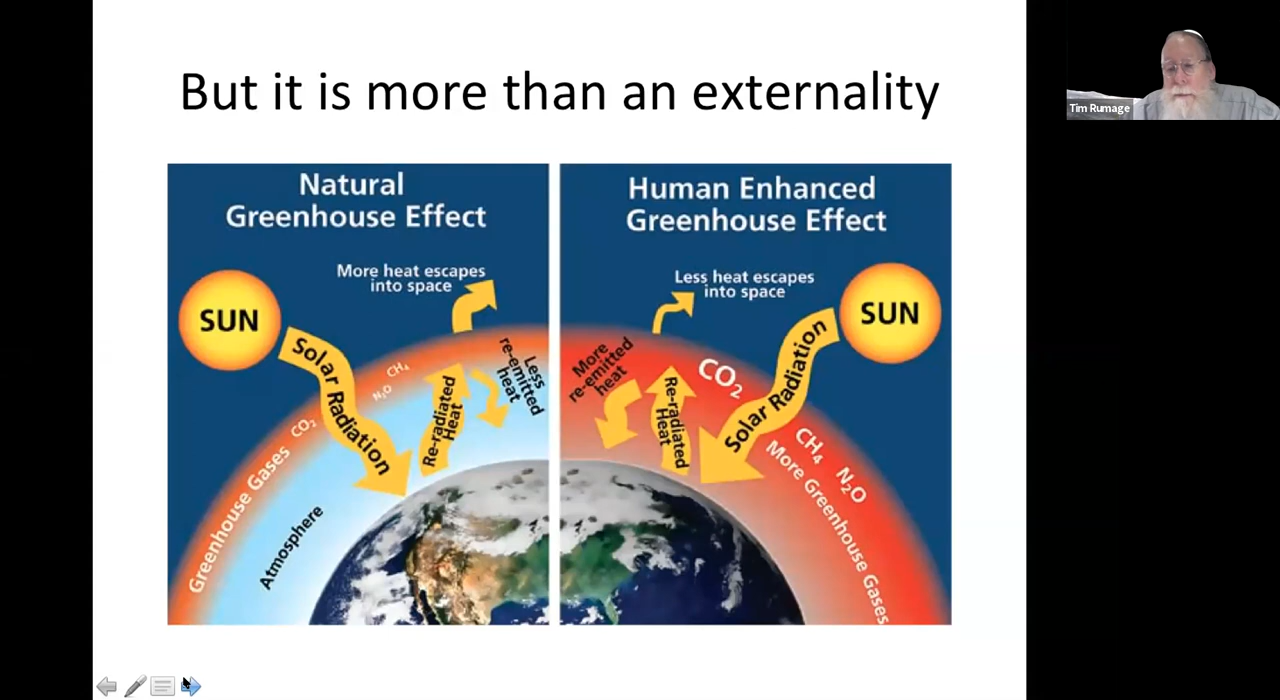 But it is more than an externality
Tim Rumage
Natural
Greenhouse Effect
More heat escapes
into space
SUN
Solar Radiation
Re-radiated
Heat
Less
re-emitted
heat
CH₄
N₂O
CO₂
Greenhouse Gases
Atmosphere
Human Enhanced
Greenhouse Effect
Less heat escapes
into space
SUN
More
re-emitted
heat
Re-radiated
Heat
CO₂
Solar Radiation
CH₄
N₂O
More Greenhouse Gases